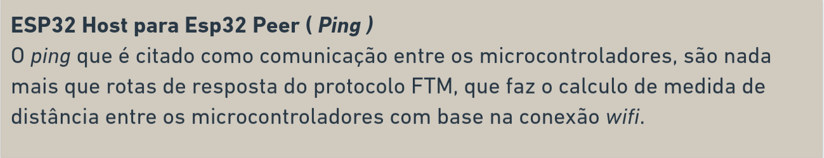 ESP32 Host para Esp32 Peer ( Ping )
O ping que é citado como comunicação entre os microcontroladores, são nada
mais que rotas de resposta do protocolo FTM, que faz o calculo de medida de
distância entre os microcontroladores com base na conexão wifi.